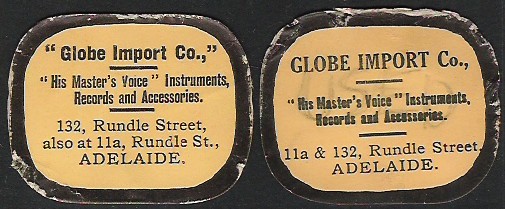 "Globe Import Co.,"
"His Master's Voice" Instruments,
Records and Accessories.
132, Rundle Street,
also at 11a, Rundle St.,
ADELAIDE.
GLOBE IMPORT Co.,
"His Master's Voice" Instruments,
Records and Accessories.
11a & 132, Rundle Street,
ADELAIDE.